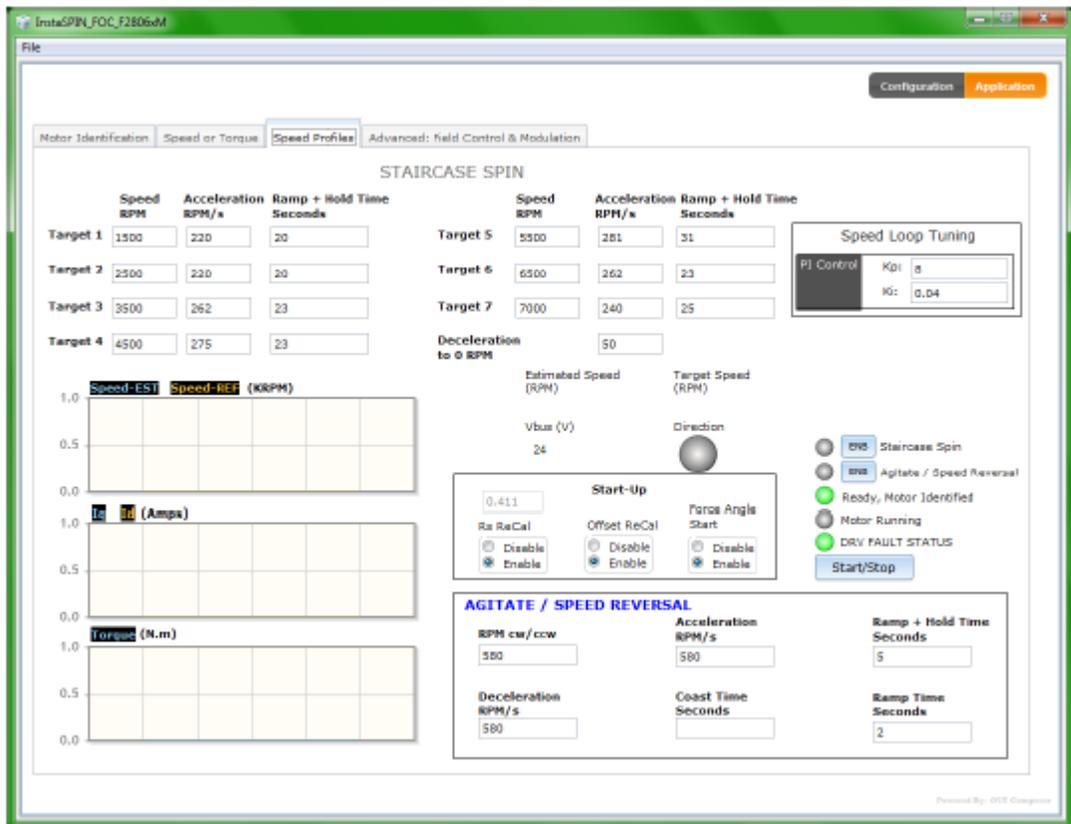 InstaSPIN_FOC_F2806xM
File
Configuration Application
Motor Identification Speed or Torque Speed Profiles Advanced: Field Control & Modulation
STAIRCASE SPIN
Speed RPM Acceleration RPM/s Ramp + Hold Time Seconds
Target 1 1500 220 20
Target 2 2500 220 20
Target 3 3500 262 23
Target 4 4500 275 23
Speed RPM Acceleration RPM/s Ramp + Hold Time Seconds
Target 5 5500 281 31
Target 6 6500 262 23
Target 7 7000 240 25
Deceleration to 0 RPM 50
Speed Loop Tuning
PI Control
Kp: 8
Ki: 0.04
Speed-EST Speed-REF (KRPM)
1.0
0.5
0.0
Iq Id (Amps)
1.0
0.5
0.0
Torque (N.m)
1.0
0.5
0.0
Estimated Speed (RPM)
Target Speed (RPM)
Vbus (V)
24
Direction
Start-Up
0.411
Rs ReCal
Disable
Enable
Offset ReCal
Disable
Enable
Force Angle Start
Disable
Enable
ENB Staircase Spin
ENB Agitate / Speed Reversal
Ready, Motor Identified
Motor Running
DRV FAULT STATUS
Start/Stop
AGITATE / SPEED REVERSAL
RPM cw/ccw
580
Acceleration RPM/s
580
Ramp + Hold Time Seconds
5
Deceleration RPM/s
580
Coast Time Seconds
Ramp Time Seconds
2
Powered By: GUI Composer